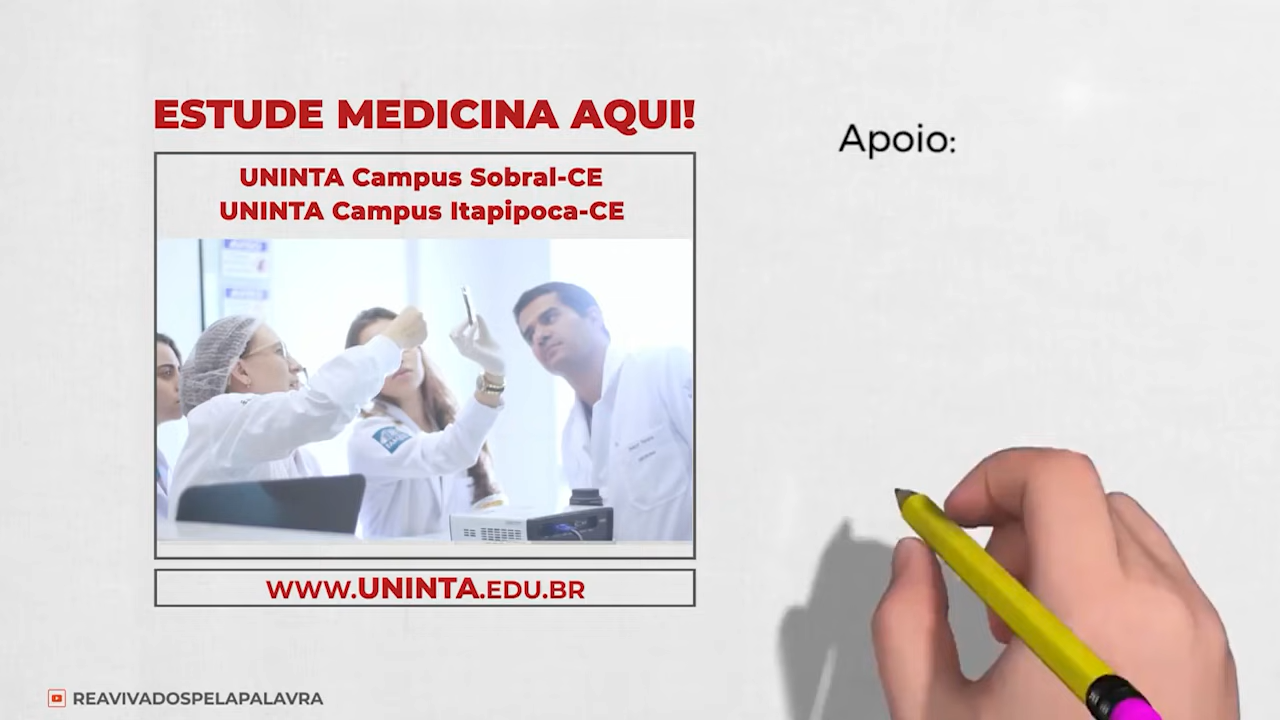 ESTUDE MEDICINA AQUI!
UNINTA Campus Sobral-CE
UNINTA Campus Itapipoca-CE
WWW.UNINTA.EDU.BR
Apoio:
REAVIVADOSPELAPALAVRA